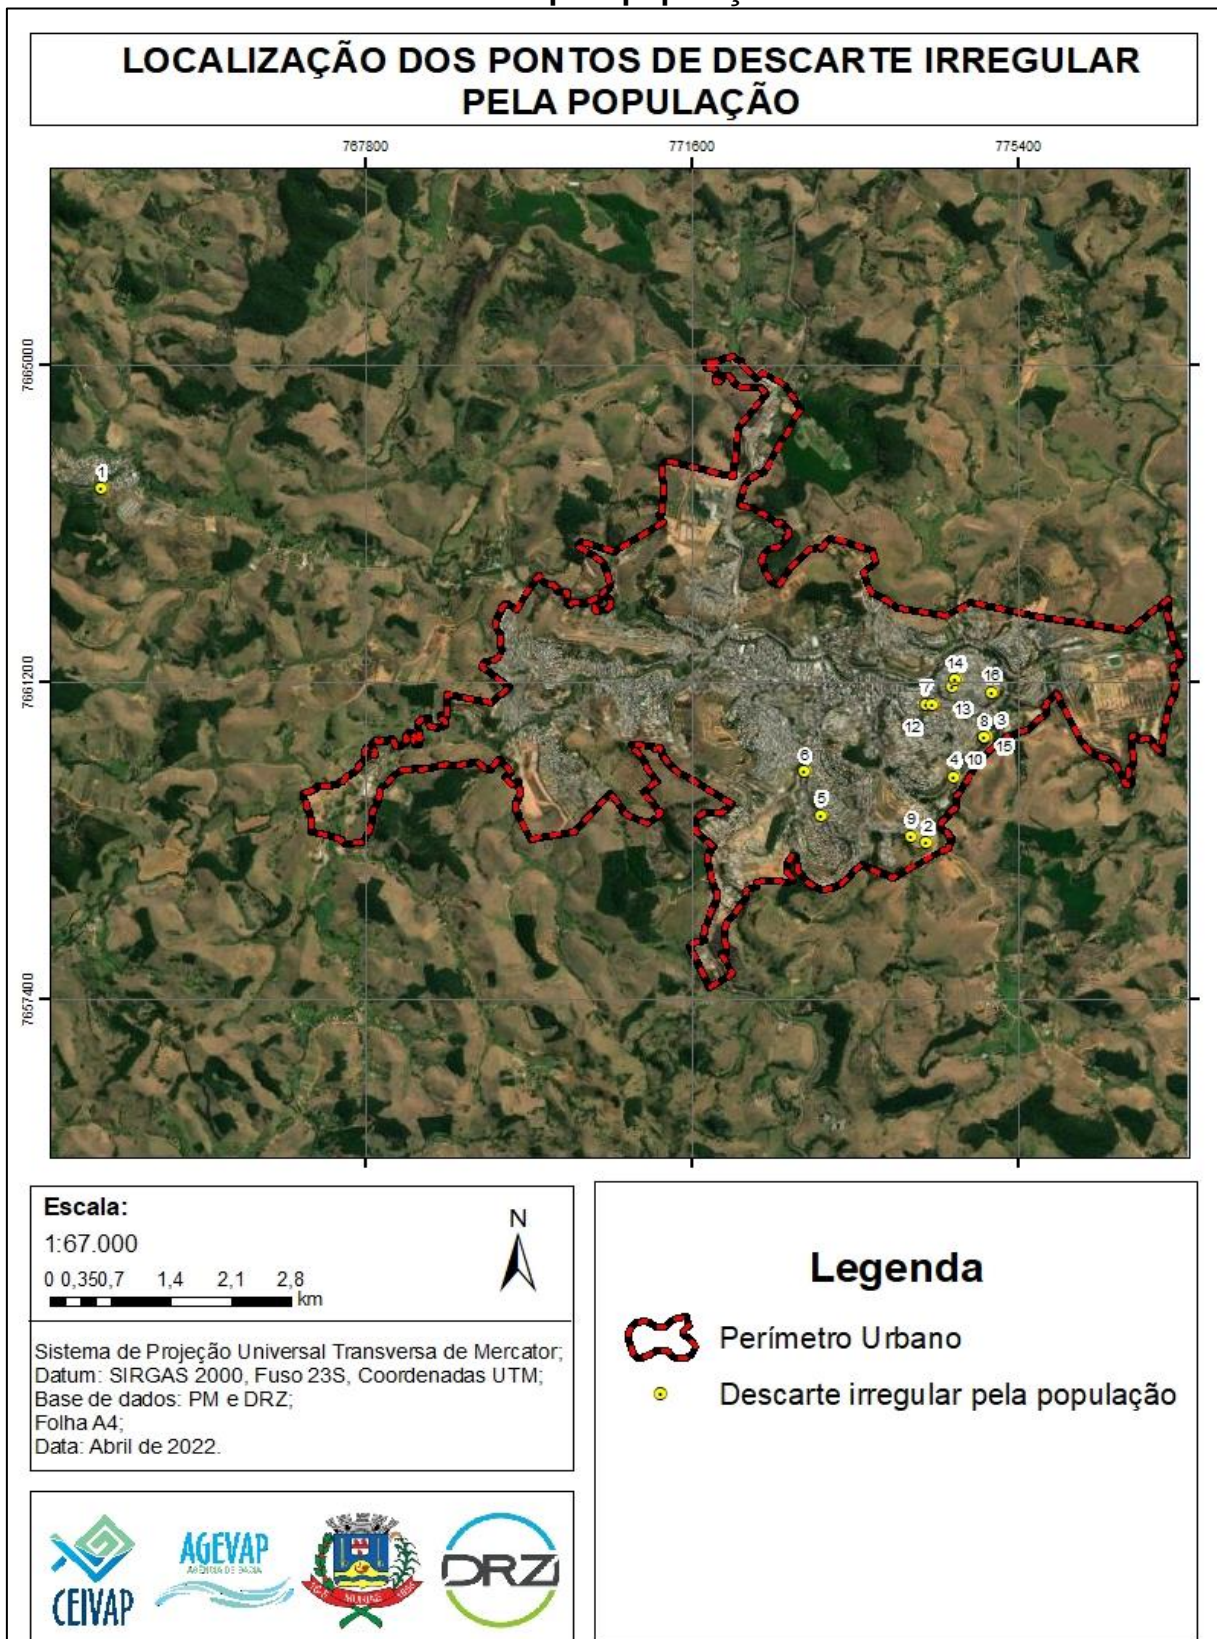 LOCALIZAÇÃO DOS PONTOS DE DESCARTE IRREGULAR
PELA POPULAÇÃO
767800
771600
775400
7665000
7661200
7657400
1
14
16
7
13
12
8
3
15
10
4
6
5
9
2
Escala:
1:67.000
0 0,350,7 1,4 2,1 2,8
km
N
Sistema de Projeção Universal Transversa de Mercator;
Datum: SIRGAS 2000, Fuso 23S, Coordenadas UTM;
Base de dados: PM e DRZ;
Folha A4;
Data: Abril de 2022.
Legenda
Perímetro Urbano
Descarte irregular pela população
CEIVAP
AGEVAP
AGÊNCIA DE BACIA
MURIAÉ
DRZ